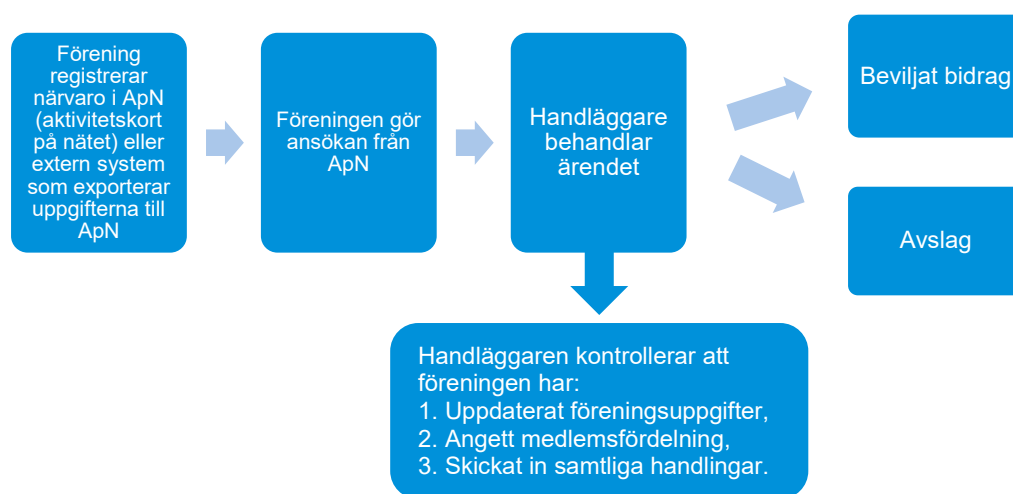 Förening
registrerar
närvaro i ApN
(aktivitetskort
på nätet) eller
extern system
som exporterar
uppgifterna till
ApN
Föreningen gör
ansökan från
ApN
Handläggare
behandlar
ärendet
Beviljat bidrag
Avslag
Handläggaren kontrollerar att
föreningen har:
1. Uppdaterat föreningsuppgifter,
2. Angett medlemsfördelning,
3. Skickat in samtliga handlingar.